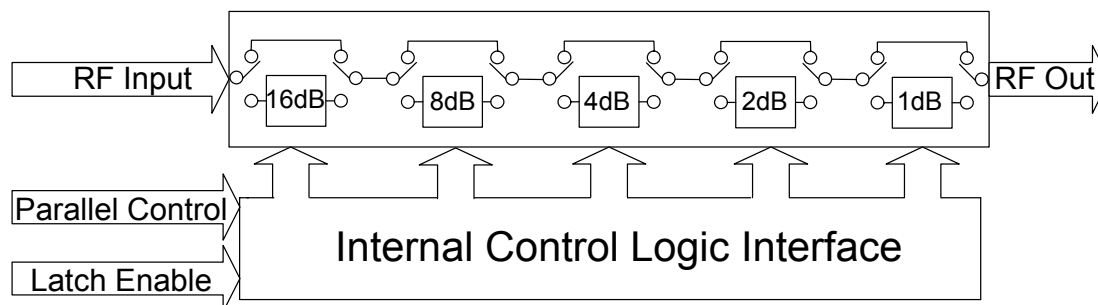 RF Input
16dB
8dB
4dB
2dB
1dB
RF Out
Parallel Control
Internal Control Logic Interface
Latch Enable